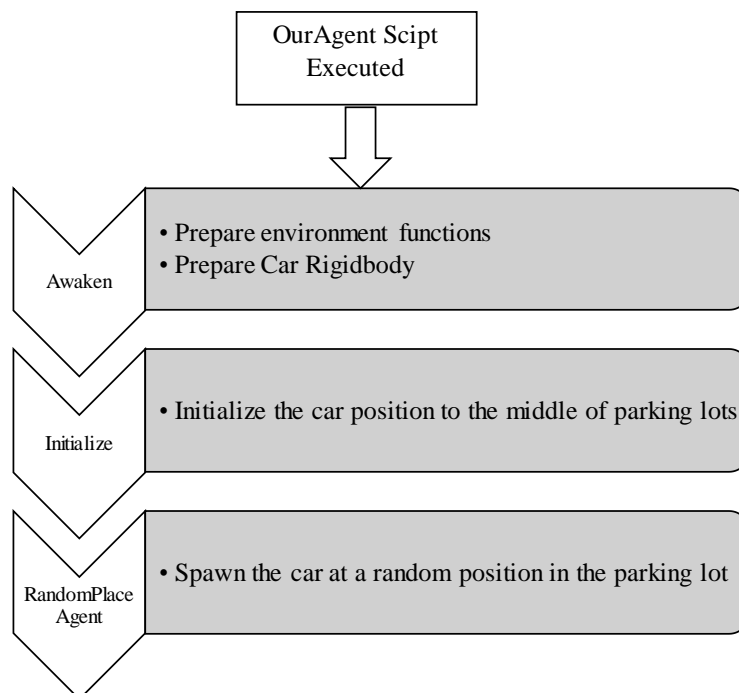 OurAgent Scipt
Executed
Awaken
• Prepare environment functions
• Prepare Car Rigidbody
Initialize
• Initialize the car position to the middle of parking lots
RandomPlace
Agent
• Spawn the car at a random position in the parking lot